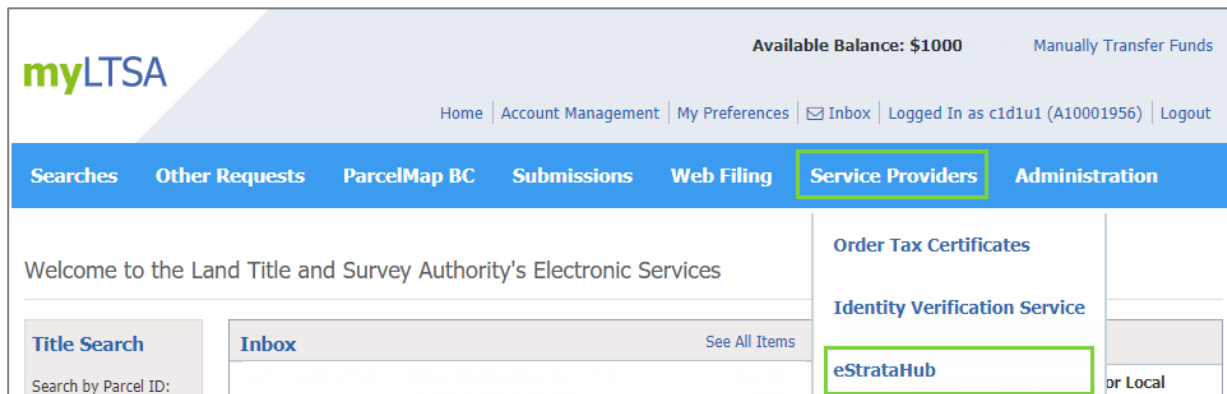 Available Balance: $1000 Manually Transfer Funds
myLTSA
Home Account Management My Preferences Inbox Logged In as c1d1u1 (A10001956) Logout
Searches Other Requests ParcelMap BC Submissions Web Filing Service Providers Administration
Order Tax Certificates
Welcome to the Land Title and Survey Authority's Electronic Services
Identity Verification Service
Title Search Inbox See All Items
eStrataHub
Search by Parcel ID: or Local